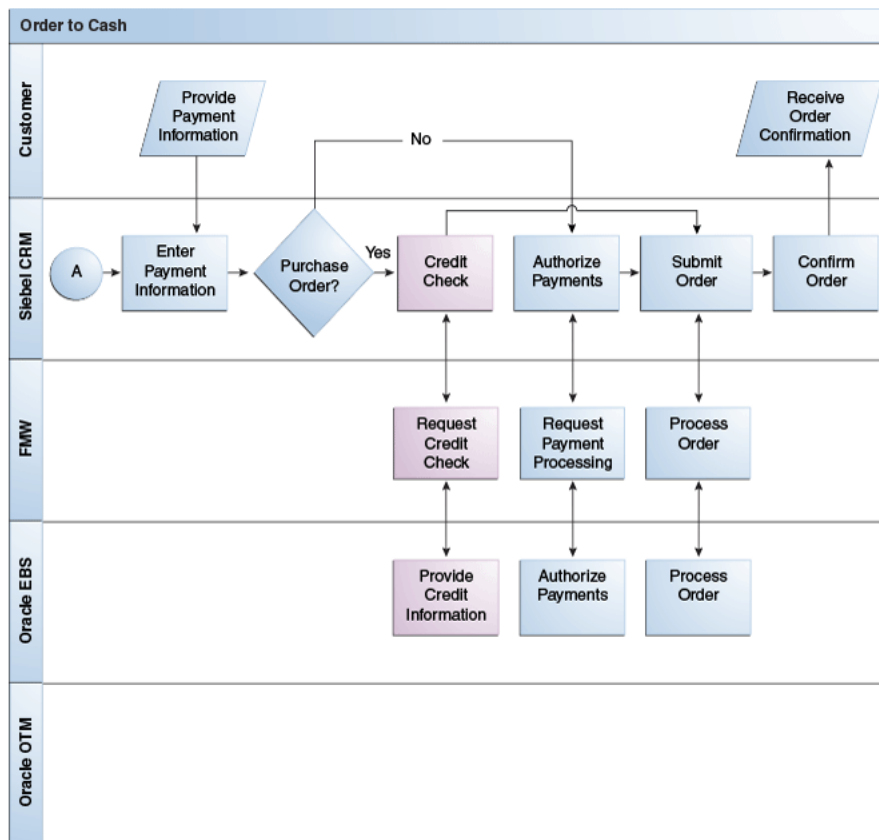 Order to Cash
Customer
Provide
Payment
Information
No
Receive
Order
Confirmation
Siebel CRM
A
Enter
Payment
Information
Purchase
Order?
Yes
Credit
Check
Authorize
Payments
Submit
Order
Confirm
Order
FMW
Request
Credit
Check
Request
Payment
Processing
Process
Order
Oracle EBS
Provide
Credit
Information
Authorize
Payments
Process
Order
Oracle OTM